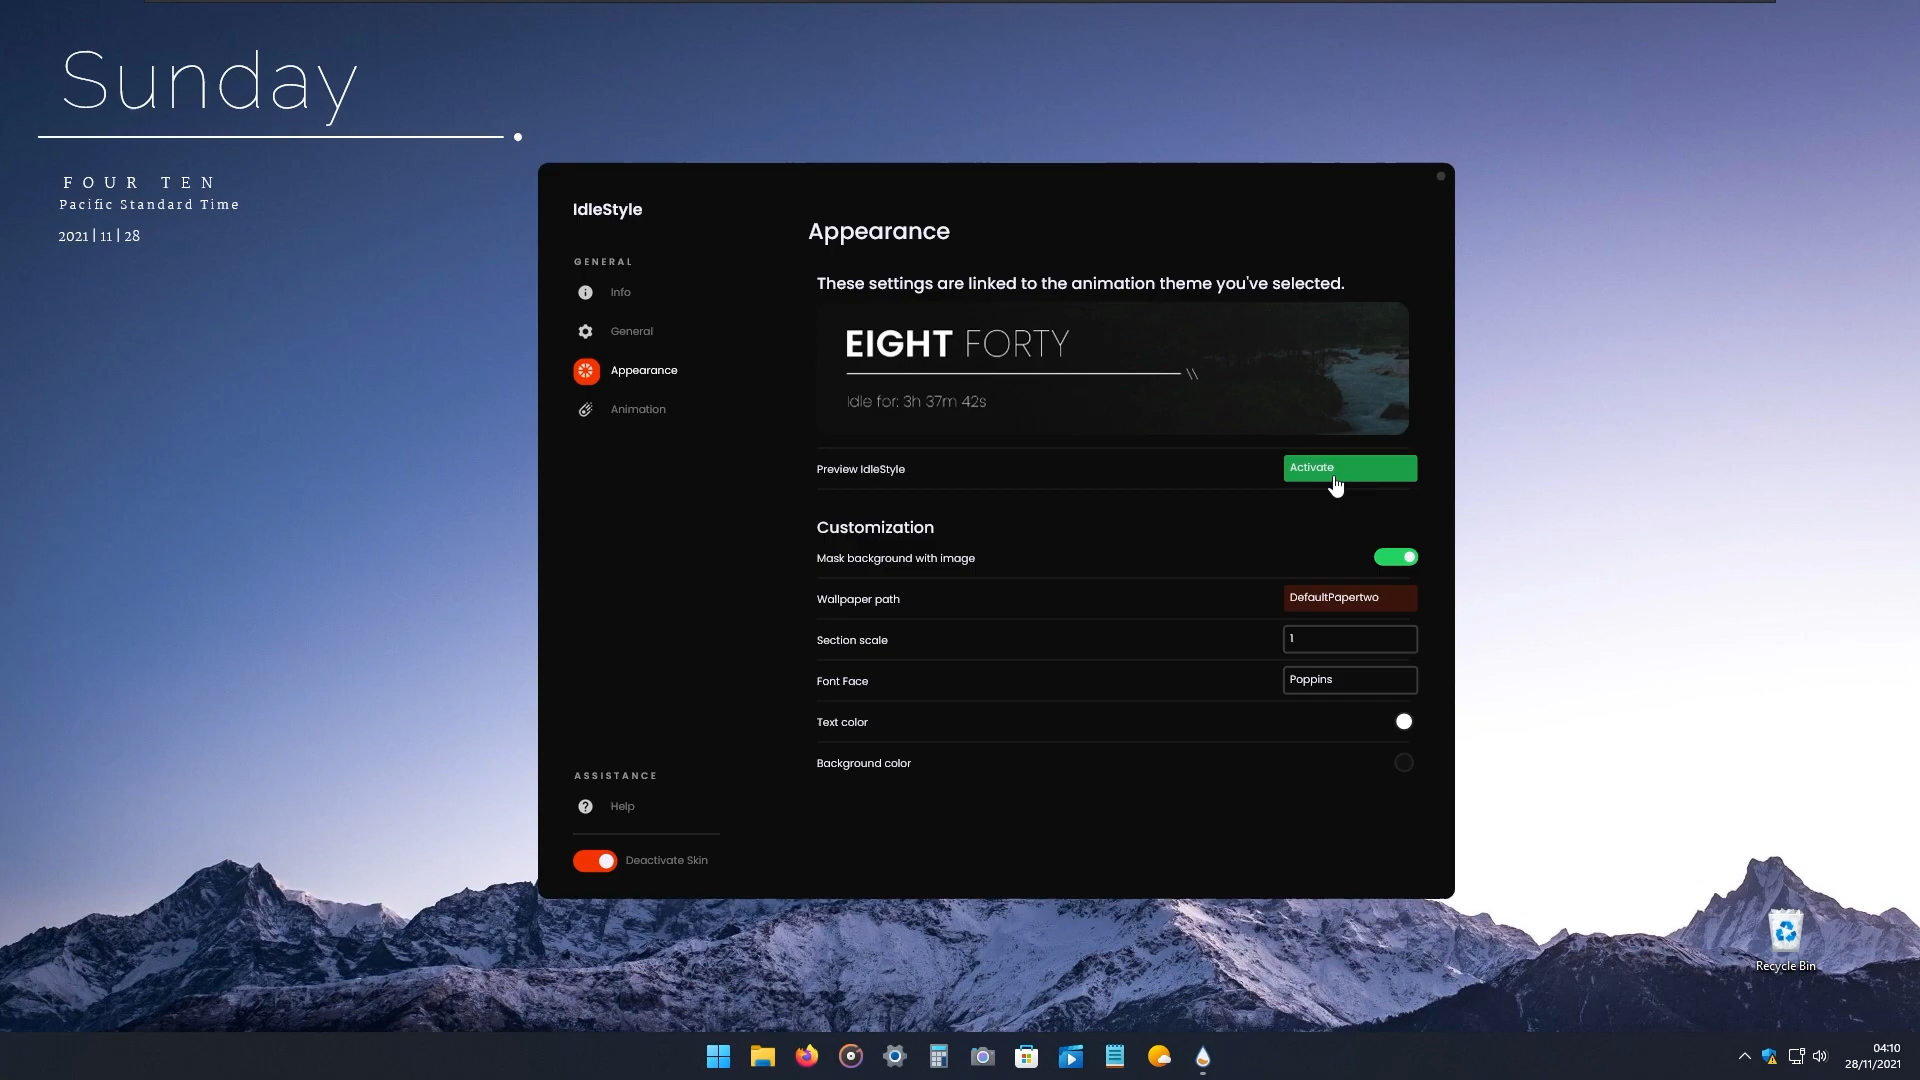 Sunday
FOUR TEN
Pacific Standard Time
2021 | 11 | 28
IdleStyle
GENERAL
Info
General
Appearance
Animation
ASSISTANCE
Help
Deactivate Skin
Appearance
These settings are linked to the animation theme you've selected.
EIGHT FORTY
\\
Idle for: 3h 37m 42s
Preview IdleStyle
Activate
Customization
Mask background with image
Wallpaper path
DefaultPapertwo
Section scale
1
Font Face
Poppins
Text color
Background color
Recycle Bin
04:10
28/11/2021